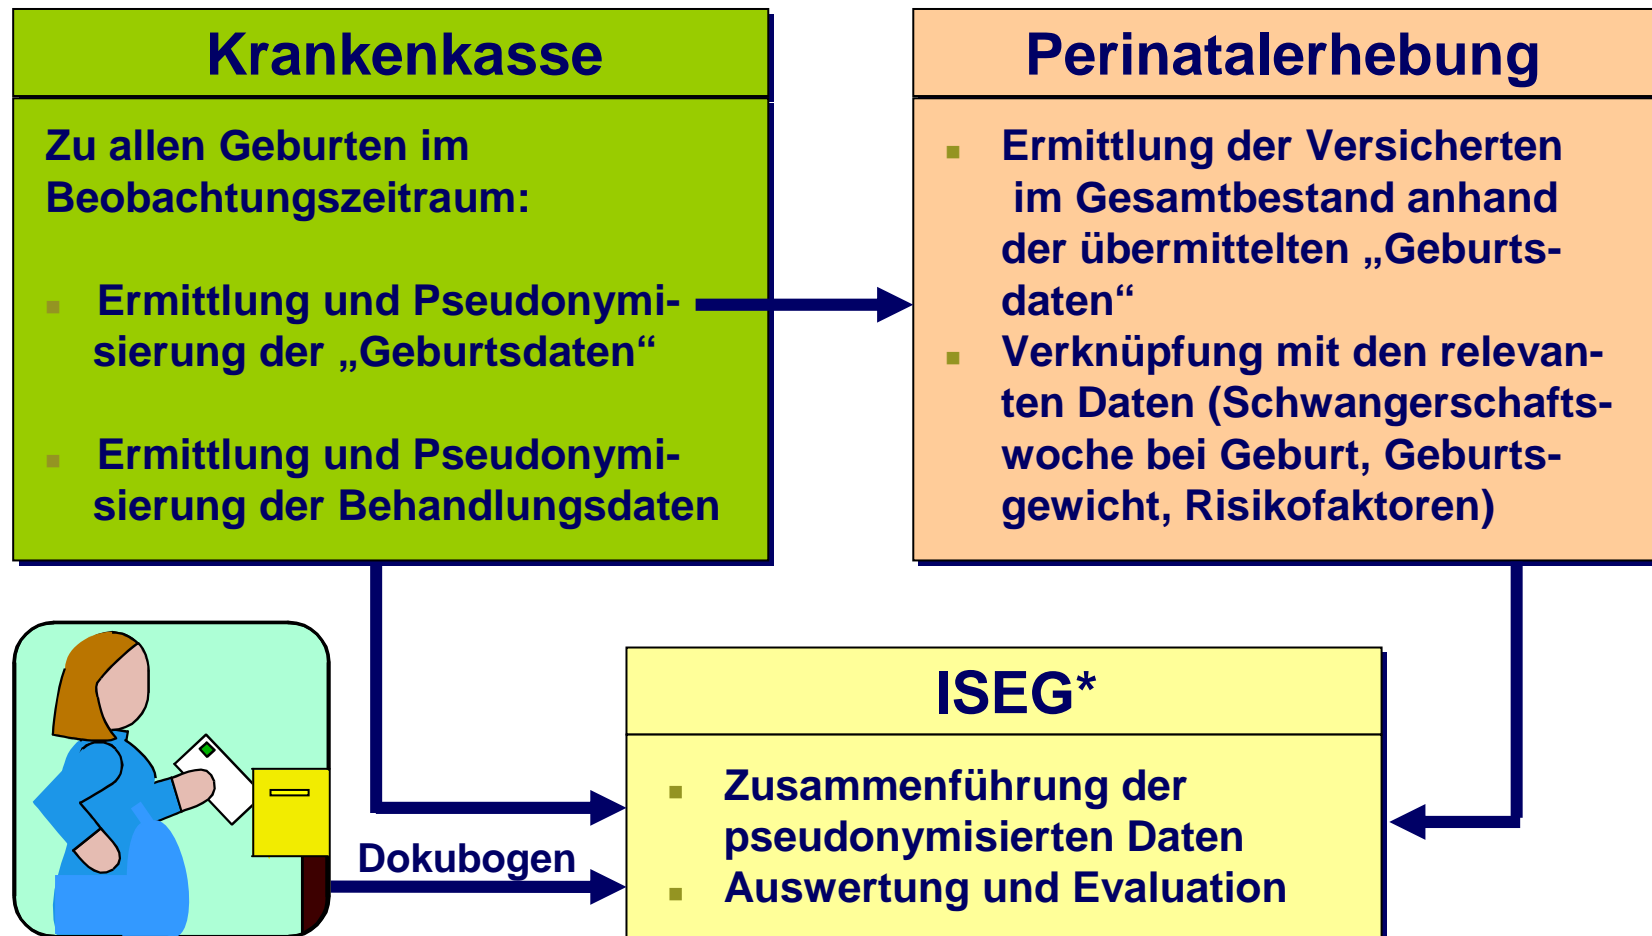 Krankenkasse
Zu allen Geburten im
Beobachtungszeitraum:
Ermittlung und Pseudonymi-
sierung der „Geburtsdaten“
Ermittlung und Pseudonymi-
sierung der Behandlungsdaten
Perinatalerhebung
Ermittlung der Versicherten
im Gesamtbestand anhand
der übermittelten „Geburts-
daten“
Verknüpfung mit den relevan-
ten Daten (Schwangerschafts-
woche bei Geburt, Geburts-
gewicht, Risikofaktoren)
Dokubogen
ISEG*
Zusammenführung der
pseudonymisierten Daten
Auswertung und Evaluation